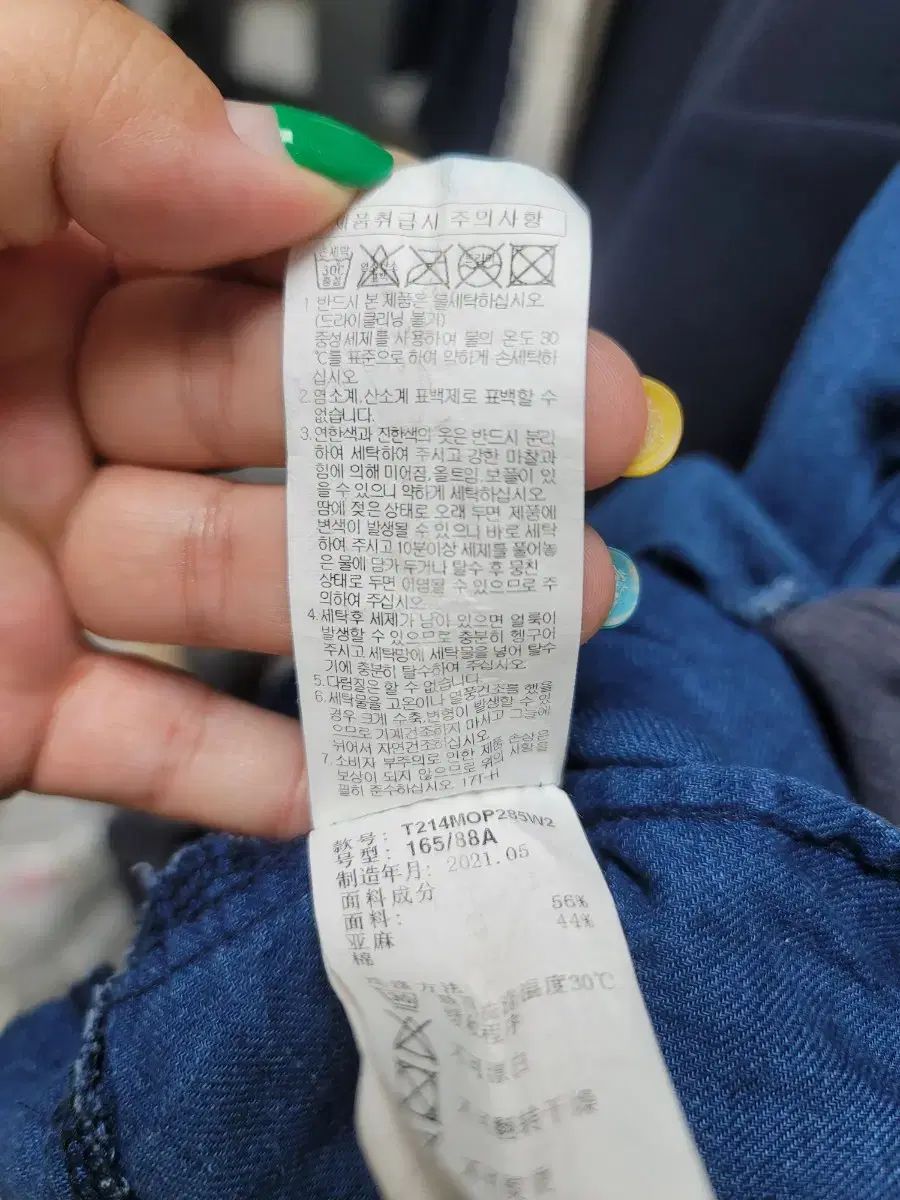 제품취급시 주의사항
손세탁
30℃
중성
드라이
1. 반드시 본 제품은 물세탁하십시오
(드라이클리닝 불가)
중성세제를 사용하여 물의 온도 30
℃를 표준으로 하여 약하게 손세탁하
십시오
2. 염소계,산소계 표백제로 표백할 수
없습니다.
3. 연한색과 진한색의 옷은 반드시 분리
하여 세탁하여 주시고 강한 마찰과
힘에 의해 미어짐,올트임,보풀이 있
을 수 있으니 약하게 세탁하십시오.
땀에 젖은 상태로 오래 두면 제품에
변색이 발생될 수 있으나 바로 세탁
하여 주시고 10분이상 세제를 풀어놓
은 물에 담가 두거나 탈수 후 뭉친
상태로 두면 이염될 수 있으므로 주
의하여 주십시오.
4. 세탁후 세제가 남아 있으면 얼룩이
발생할 수 있으므로 충분히 헹구어
주시고 세탁망에 세탁물을 넣어 탈수
기에 충분히 탈수하여 주십시오.
5. 다림질은 할 수 없습니다.
6. 세탁물을 고온이나 열풍건조를 했을
경우 크게 수축,변형이 발생할 수 있
으므로 기계건조하지 마시고 그늘에
뉘어서 자연건조하십시오.
7. 소비자 부주의로 인한 제품 손상은
보상이 되지 않으므로 위의 사항을
필히 준수하십시오. 17T-H
款号: T214MOP285W2
号型: 165/88A
制造年月: 2021.05
面料成分
面料: 56%
亚麻 44%
棉
方法 温度30℃
程序
干燥